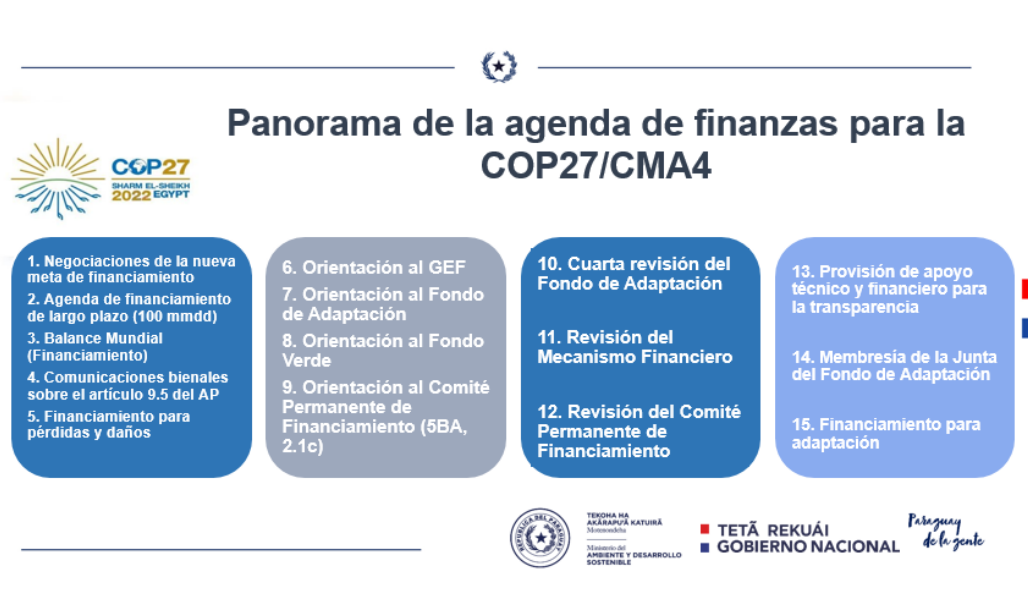 Panorama de la agenda de finanzas para la
COP27/CMA4
COP27
SHARM EL-SHEIKH
2022 EGYPT
1. Negociaciones de la nueva
meta de financiamiento
2. Agenda de financiamiento
de largo plazo (100 mmdd)
3. Balance Mundial
(Financiamiento)
4. Comunicaciones bienales
sobre el artículo 9.5 del AP
5. Financiamiento para
pérdidas y daños
6. Orientación al GEF
7. Orientación al Fondo
de Adaptación
8. Orientación al Fondo
Verde
9. Orientación al Comité
Permanente de
Financiamiento (5BA,
2.1c)
10. Cuarta revisión del
Fondo de Adaptación
11. Revisión del
Mecanismo Financiero
12. Revisión del Comité
Permanente de
Financiamiento
13. Provisión de apoyo
técnico y financiero para
la transparencia
14. Membresía de la Junta
del Fondo de Adaptación
15. Financiamiento para
adaptación
REPUBLICA DEL PARAGUAY
TEKOHA HA
AKÃRAPU'Ã KATUIRÃ
Motenondeha
Ministerio del
AMBIENTE Y DESARROLLO
SOSTENIBLE
TETÃ REKUÁI
GOBIERNO NACIONAL
Paraguay
de la gente